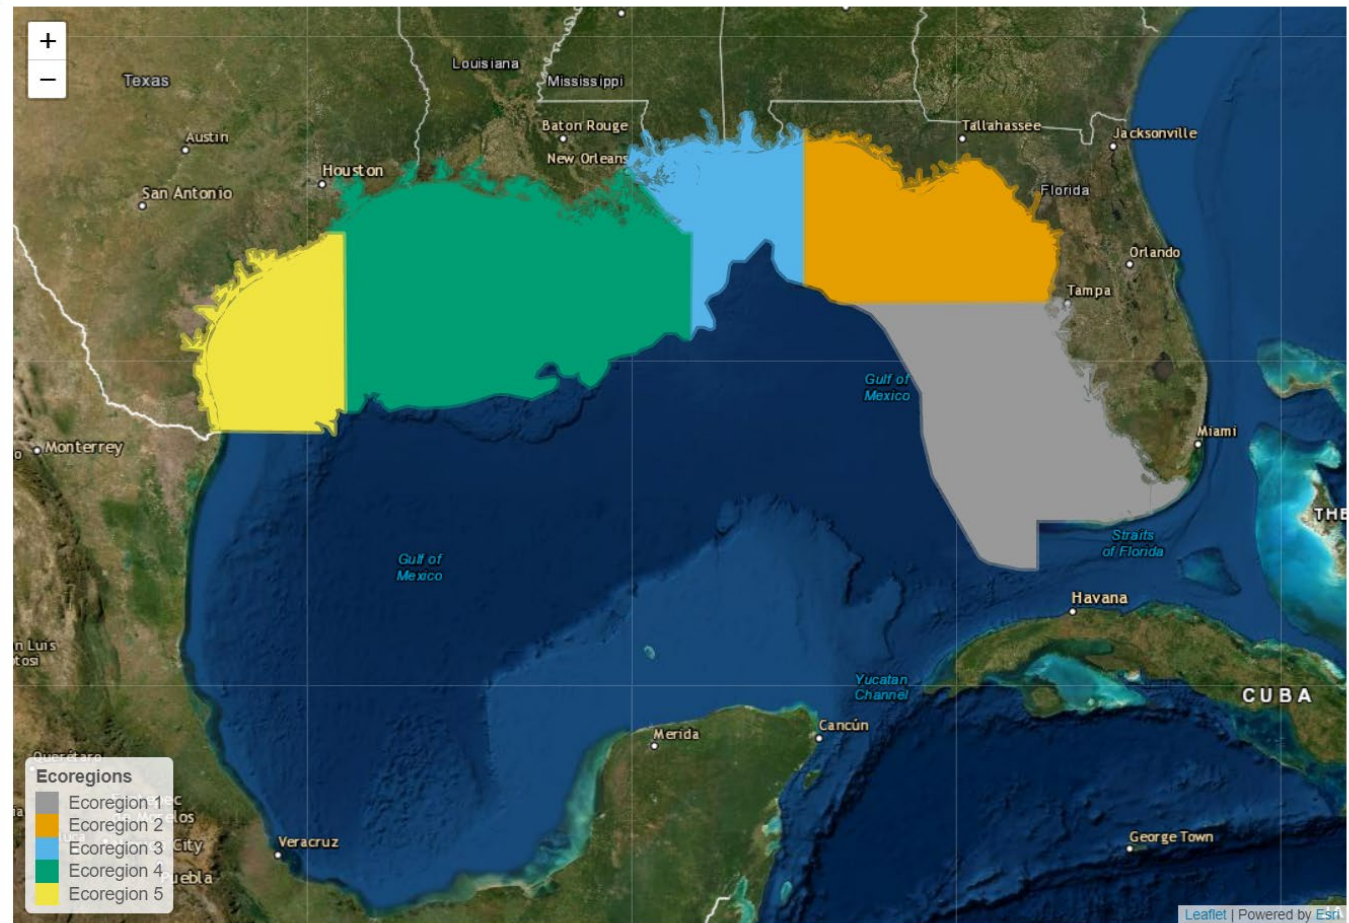 +
−
Texas
Louisiana
Mississippi
Austin
Baton Rouge
Tallahassee
Jacksonville
New Orleans
Houston
San Antonio
Florida
Orlando
Tampa
Gulf of
Mexico
Miami
Monterrey
THE
Straits
of Florida
Gulf of
Mexico
Havana
Yucatan
Channel
CUBA
Cancún
Merida
Querétaro
Veracruz
George Town
Ecoregions
Ecoregion 1
Ecoregion 2
Ecoregion 3
Ecoregion 4
Ecoregion 5
Leaflet | Powered by Esri